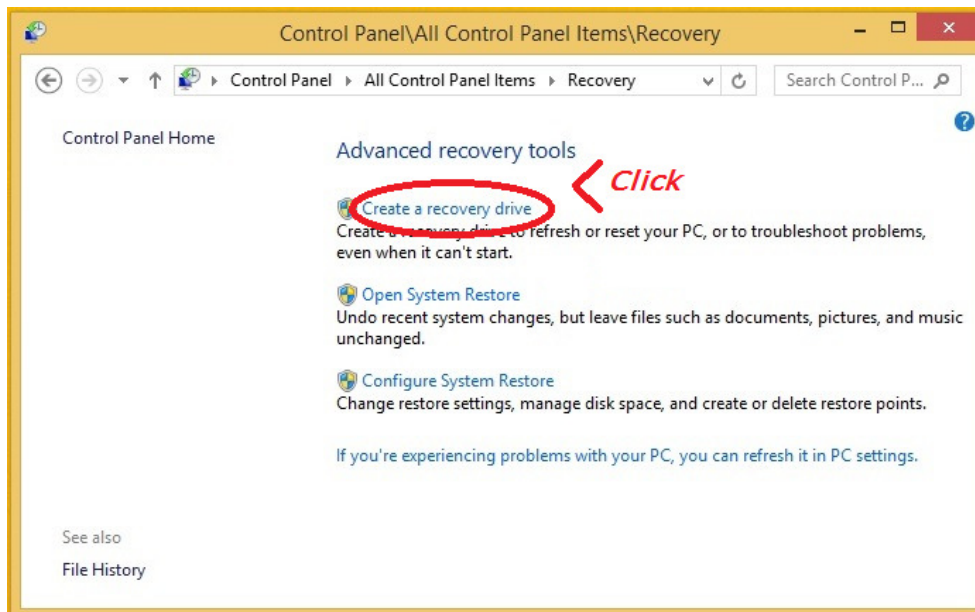 Control Panel\All Control Panel Items\Recovery
Control Panel All Control Panel Items Recovery
Search Control P...
Control Panel Home
Advanced recovery tools
Click
Create a recovery drive
Create a recovery drive to refresh or reset your PC, or to troubleshoot problems,
even when it can't start.
Open System Restore
Undo recent system changes, but leave files such as documents, pictures, and music
unchanged.
Configure System Restore
Change restore settings, manage disk space, and create or delete restore points.
If you're experiencing problems with your PC, you can refresh it in PC settings.
See also
File History